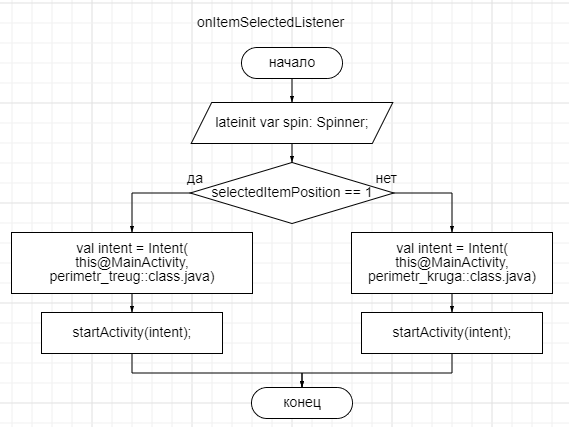 onItemSelectedListener
начало
lateinit var spin: Spinner;
да
нет
selectedItemPosition == 1
val intent = Intent(
this@MainActivity,
perimetr_treug::class.java)
val intent = Intent(
this@MainActivity,
perimetr_kruga::class.java)
startActivity(intent);
startActivity(intent);
конец